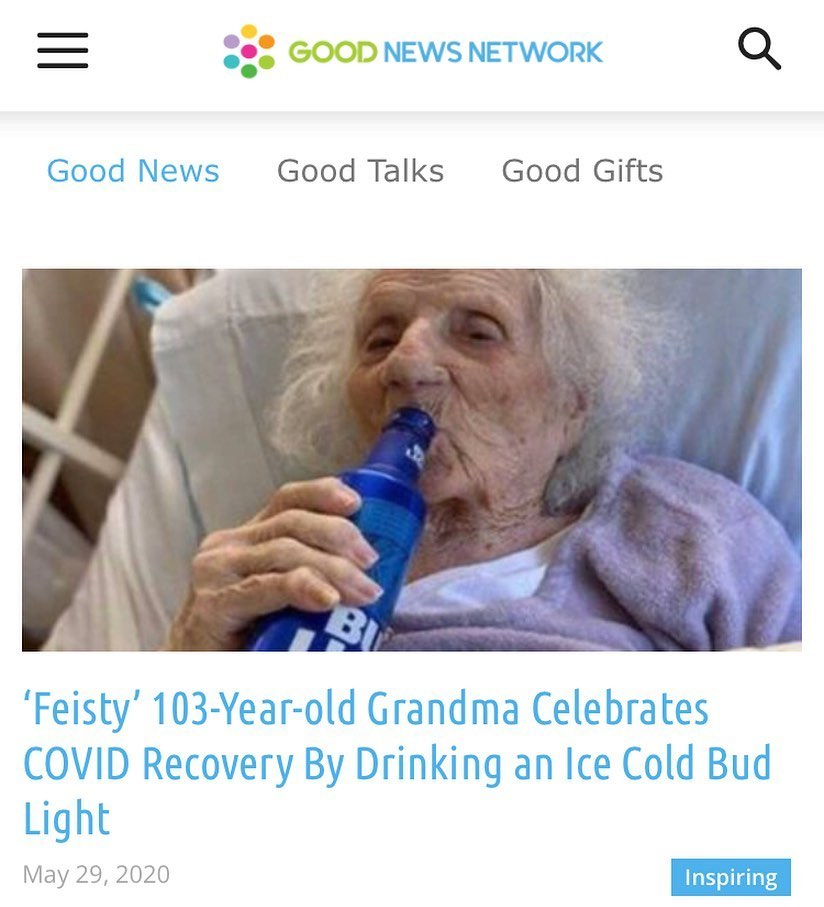 GOOD NEWS NETWORK
Good News Good Talks Good Gifts
‘Feisty’ 103-Year-old Grandma Celebrates
COVID Recovery By Drinking an Ice Cold Bud
Light
May 29, 2020
Inspiring